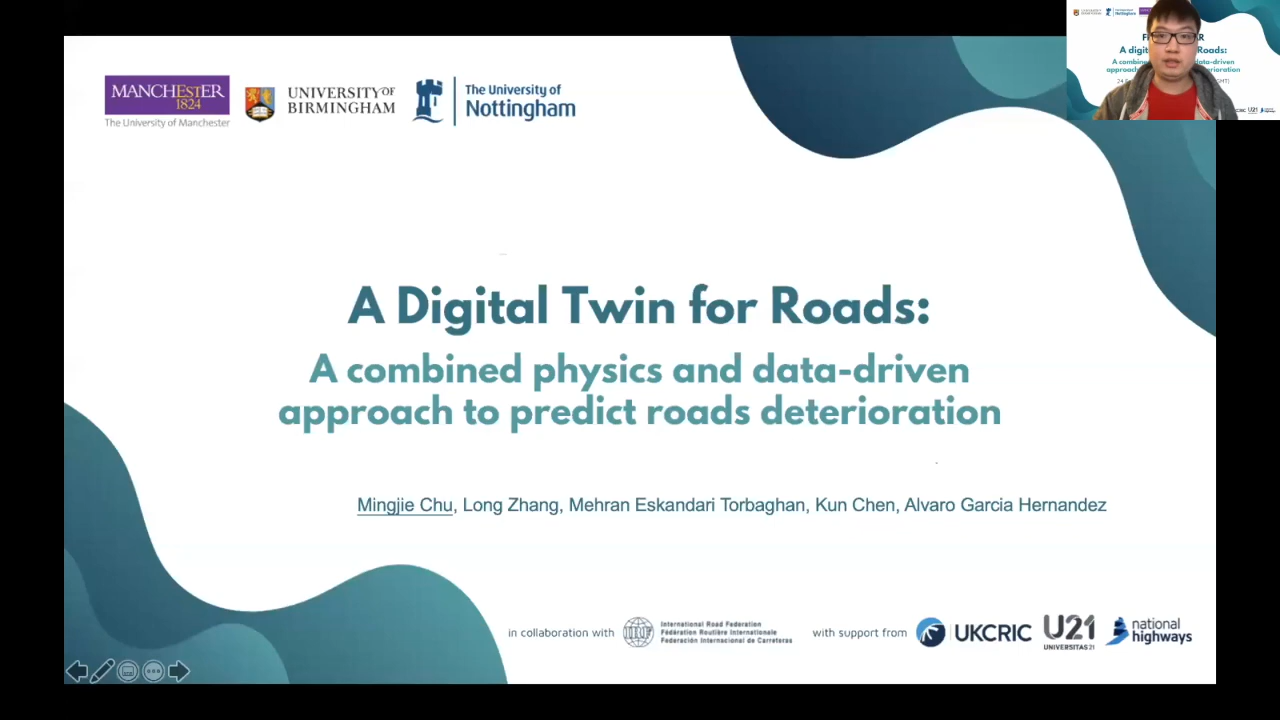 MANCHESTER
1824
The University of Manchester
UNIVERSITY OF
BIRMINGHAM
The University of
Nottingham
A Digital Twin for Roads:
A combined physics and data-driven
approach to predict roads deterioration
Mingjie Chu, Long Zhang, Mehran Eskandari Torbaghan, Kun Chen, Alvaro Garcia Hernandez
in collaboration with
IRF
International Road Federation
Fédération Routière Internationale
Federación Internacional de Carreteras
with support from
UKCRIC
U21
UNIVERSITAS 21
national
highways